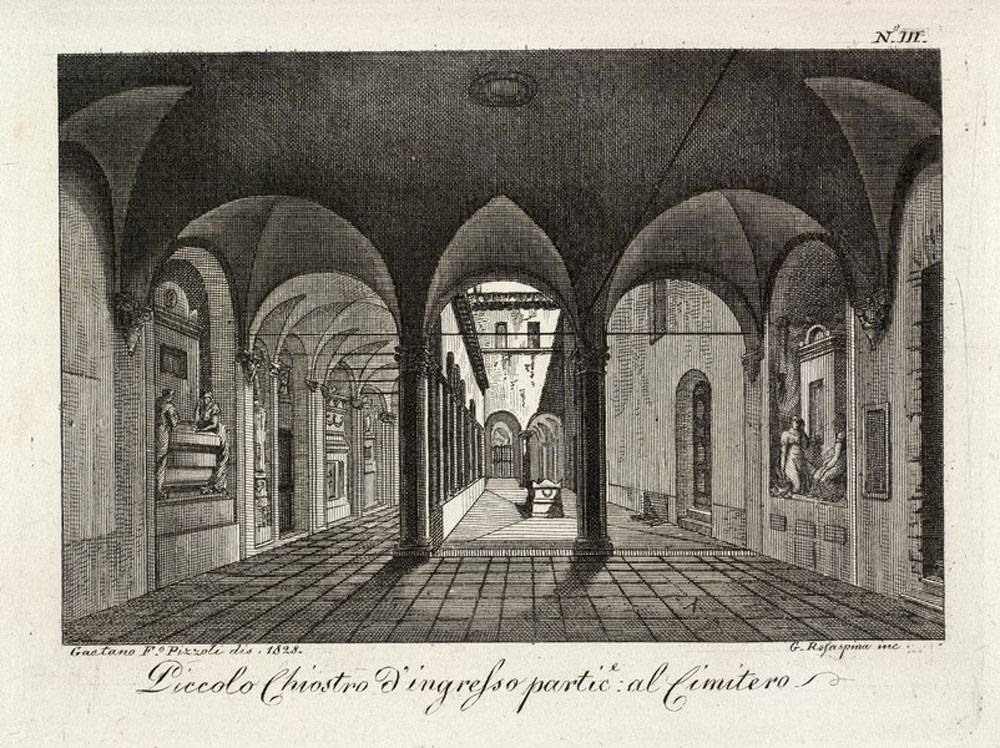 N.º III.
Gaetano F.º Pizzoli dis. 1828.
G. Rosaspina inc.
Piccolo Chiostro d'ingreſso partic.e: al Cimitero